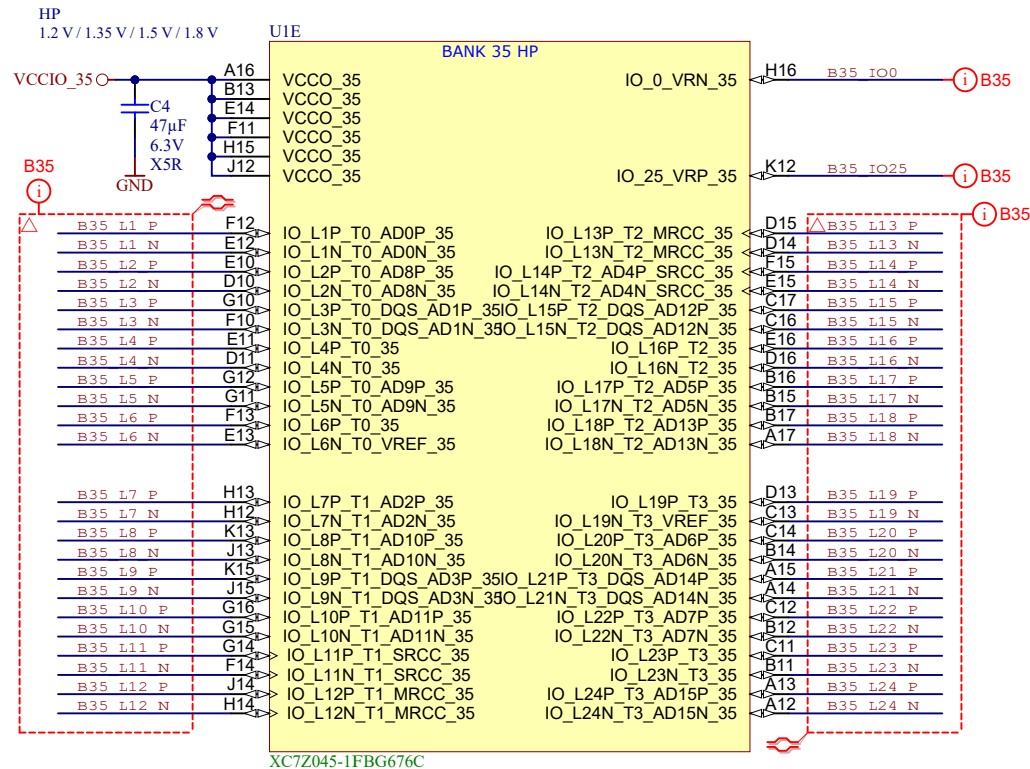 HP
1.2 V / 1.35 V / 1.5 V / 1.8 V
U1E
BANK 35 HP
VCCIO_35
A16 VCCO_35
B13 VCCO_35
E14 VCCO_35
F11 VCCO_35
H15 VCCO_35
J12 VCCO_35
C4
47µF
6.3V
X5R
GND
IO_0_VRN_35 H16 B35_IO0 i B35
IO_25_VRP_35 K12 B35_IO25 i B35
B35
i
i B35
B35_L1_P F12 IO_L1P_T0_AD0P_35
B35_L1_N E12 IO_L1N_T0_AD0N_35
B35_L2_P E10 IO_L2P_T0_AD8P_35
B35_L2_N D10 IO_L2N_T0_AD8N_35
B35_L3_P G10 IO_L3P_T0_DQS_AD1P_35
B35_L3_N F10 IO_L3N_T0_DQS_AD1N_35
B35_L4_P E11 IO_L4P_T0_35
B35_L4_N D11 IO_L4N_T0_35
B35_L5_P G12 IO_L5P_T0_AD9P_35
B35_L5_N G11 IO_L5N_T0_AD9N_35
B35_L6_P F13 IO_L6P_T0_35
B35_L6_N E13 IO_L6N_T0_VREF_35
B35_L7_P H13 IO_L7P_T1_AD2P_35
B35_L7_N H12 IO_L7N_T1_AD2N_35
B35_L8_P K13 IO_L8P_T1_AD10P_35
B35_L8_N J13 IO_L8N_T1_AD10N_35
B35_L9_P K15 IO_L9P_T1_DQS_AD3P_35
B35_L9_N J15 IO_L9N_T1_DQS_AD3N_35
B35_L10_P G16 IO_L10P_T1_AD11P_35
B35_L10_N G15 IO_L10N_T1_AD11N_35
B35_L11_P G14 IO_L11P_T1_SRCC_35
B35_L11_N F14 IO_L11N_T1_SRCC_35
B35_L12_P J14 IO_L12P_T1_MRCC_35
B35_L12_N H14 IO_L12N_T1_MRCC_35
IO_L13P_T2_MRCC_35 D15 B35_L13_P
IO_L13N_T2_MRCC_35 D14 B35_L13_N
IO_L14P_T2_AD4P_SRCC_35 F15 B35_L14_P
IO_L14N_T2_AD4N_SRCC_35 E15 B35_L14_N
IO_L15P_T2_DQS_AD12P_35 C17 B35_L15_P
IO_L15N_T2_DQS_AD12N_35 C16 B35_L15_N
IO_L16P_T2_35 E16 B35_L16_P
IO_L16N_T2_35 D16 B35_L16_N
IO_L17P_T2_AD5P_35 B16 B35_L17_P
IO_L17N_T2_AD5N_35 B15 B35_L17_N
IO_L18P_T2_AD13P_35 B17 B35_L18_P
IO_L18N_T2_AD13N_35 A17 B35_L18_N
IO_L19P_T3_35 D13 B35_L19_P
IO_L19N_T3_VREF_35 C13 B35_L19_N
IO_L20P_T3_AD6P_35 C14 B35_L20_P
IO_L20N_T3_AD6N_35 B14 B35_L20_N
IO_L21P_T3_DQS_AD14P_35 A15 B35_L21_P
IO_L21N_T3_DQS_AD14N_35 A14 B35_L21_N
IO_L22P_T3_AD7P_35 C12 B35_L22_P
IO_L22N_T3_AD7N_35 B12 B35_L22_N
IO_L23P_T3_35 C11 B35_L23_P
IO_L23N_T3_35 B11 B35_L23_N
IO_L24P_T3_AD15P_35 A13 B35_L24_P
IO_L24N_T3_AD15N_35 A12 B35_L24_N
XC7Z045-1FBG676C